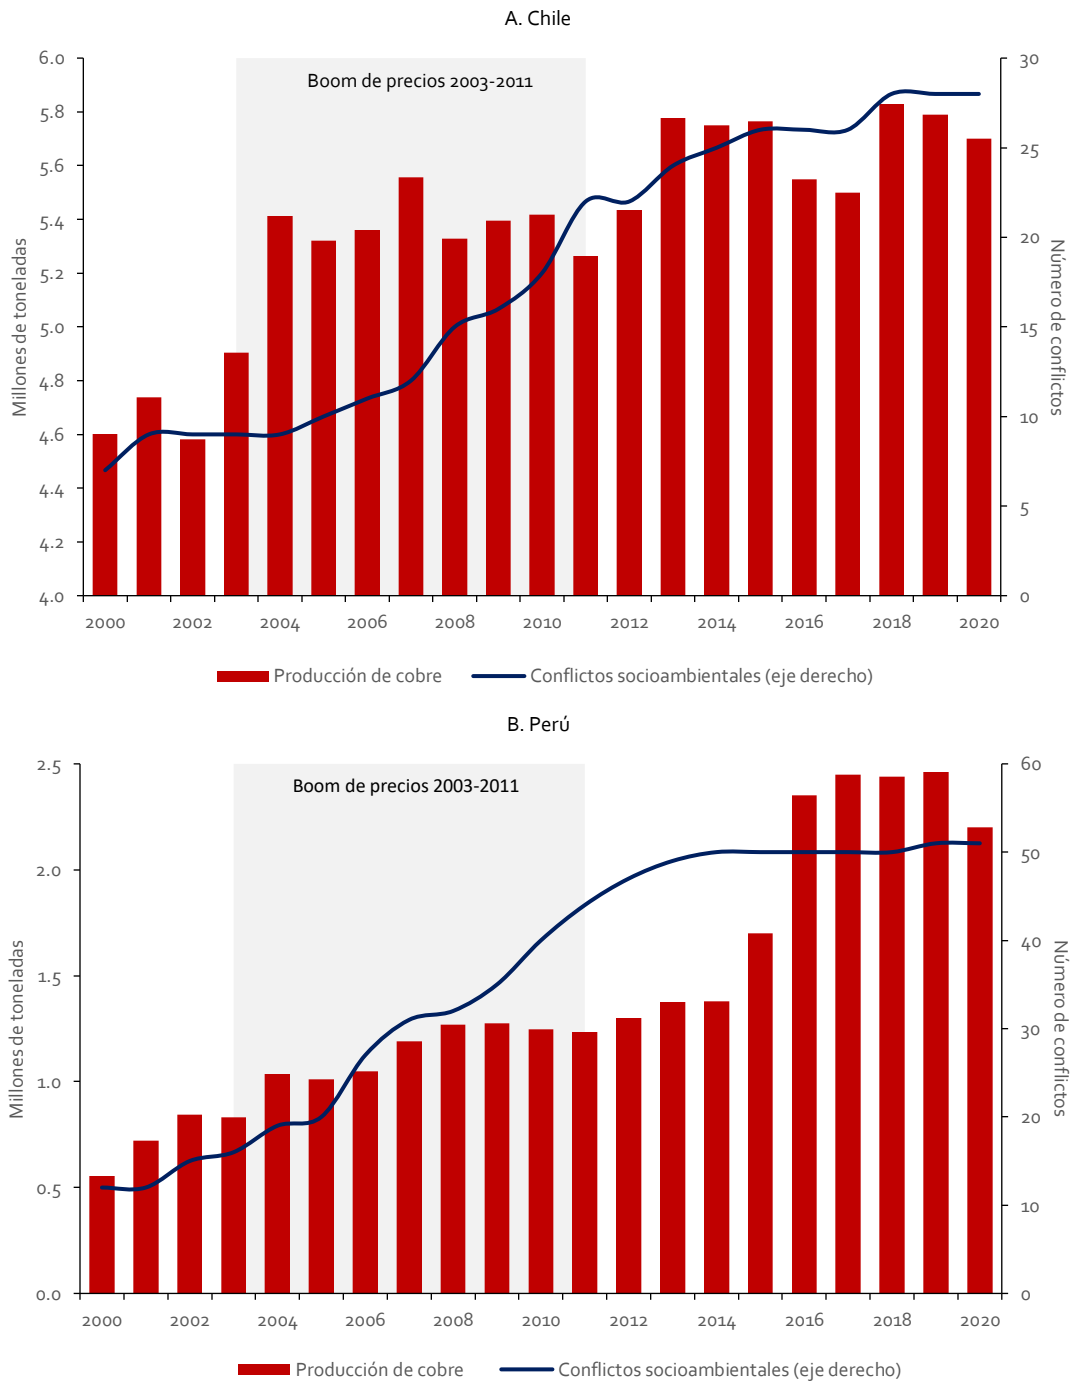 A. Chile
6.0
5.8
5.6
5.4
5.2
5.0
4.8
4.6
4.4
4.2
4.0
Millones de toneladas
Boom de precios 2003-2011
30
25
20
15
10
5
0
Número de conflictos
2000 2002 2004 2006 2008 2010 2012 2014 2016 2018 2020
Producción de cobre Conflictos socioambientales (eje derecho)
B. Perú
2.5
2.0
1.5
1.0
0.5
0.0
Millones de toneladas
Boom de precios 2003-2011
60
50
40
30
20
10
0
Número de conflictos
2000 2002 2004 2006 2008 2010 2012 2014 2016 2018 2020
Producción de cobre Conflictos socioambientales (eje derecho)